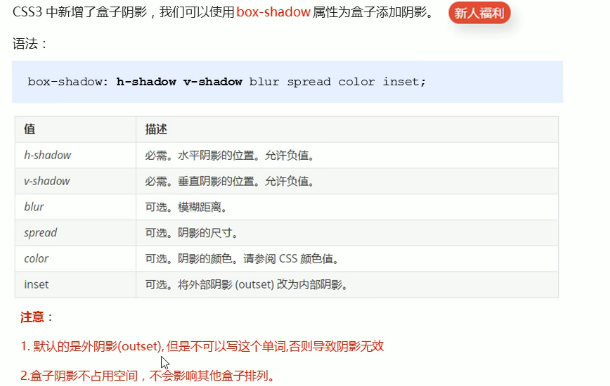 CSS3 中新增了盒子阴影，我们可以使用 box-shadow 属性为盒子添加阴影。 新人福利
语法：
box-shadow: h-shadow v-shadow blur spread color inset;
值 描述
h-shadow 必需。水平阴影的位置。允许负值。
v-shadow 必需。垂直阴影的位置。允许负值。
blur 可选。模糊距离。
spread 可选。阴影的尺寸。
color 可选。阴影的颜色。请参阅 CSS 颜色值。
inset 可选。将外部阴影 (outset) 改为内部阴影。
注意：
1. 默认的是外阴影(outset), 但是不可以写这个单词,否则导致阴影无效
2.盒子阴影不占用空间，不会影响其他盒子排列。